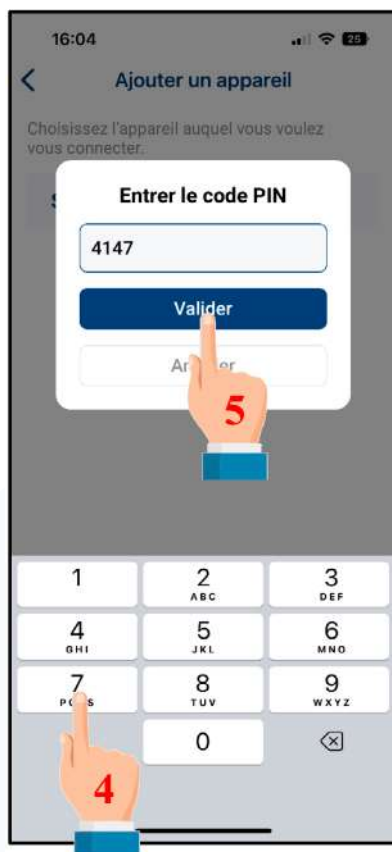 16:04
25
Ajouter un appareil
Choisissez l'appareil auquel vous voulez
vous connecter.
Entrer le code PIN
4147
Valider
5
1
2
ABC
3
DEF
4
GHI
5
JKL
6
MNO
7
8
TUV
9
WXYZ
0
4